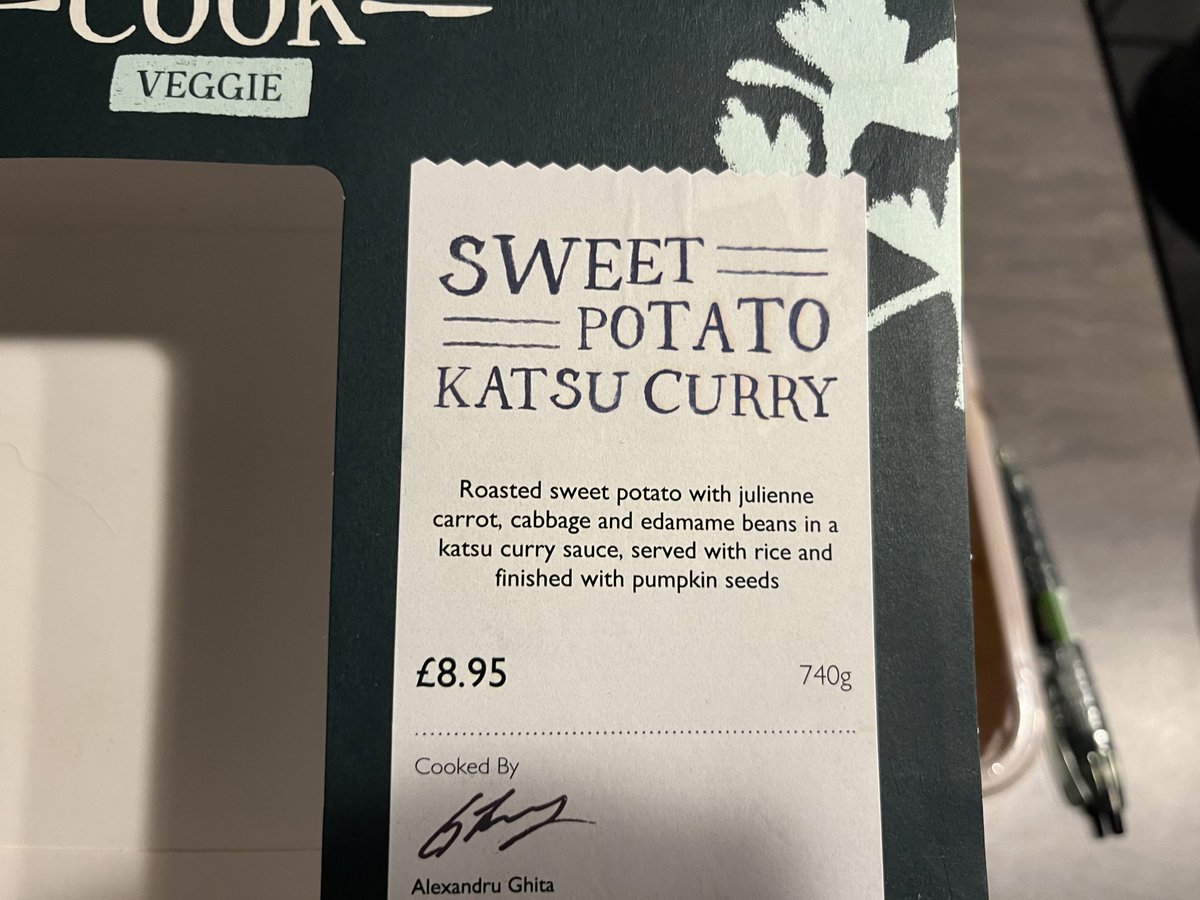 COOK
VEGGIE
SWEET
POTATO
KATSU CURRY
Roasted sweet potato with julienne
carrot, cabbage and edamame beans in a
katsu curry sauce, served with rice and
finished with pumpkin seeds
£8.95 740g
Cooked By
Alexandru Ghita